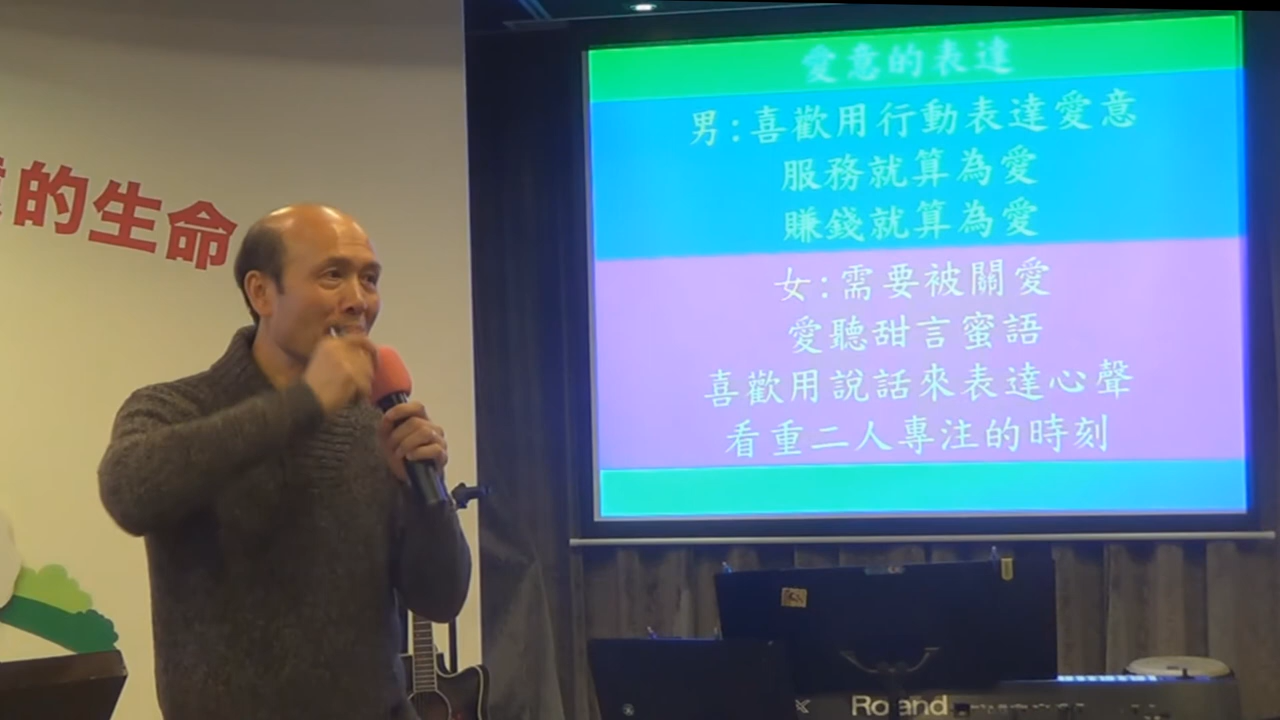 的生命
愛意的表達
男:喜歡用行動表達愛意
服務就算為愛
賺錢就算為愛
女:需要被關愛
愛聽甜言蜜語
喜歡用說話來表達心聲
看重二人專注的時刻
Roland